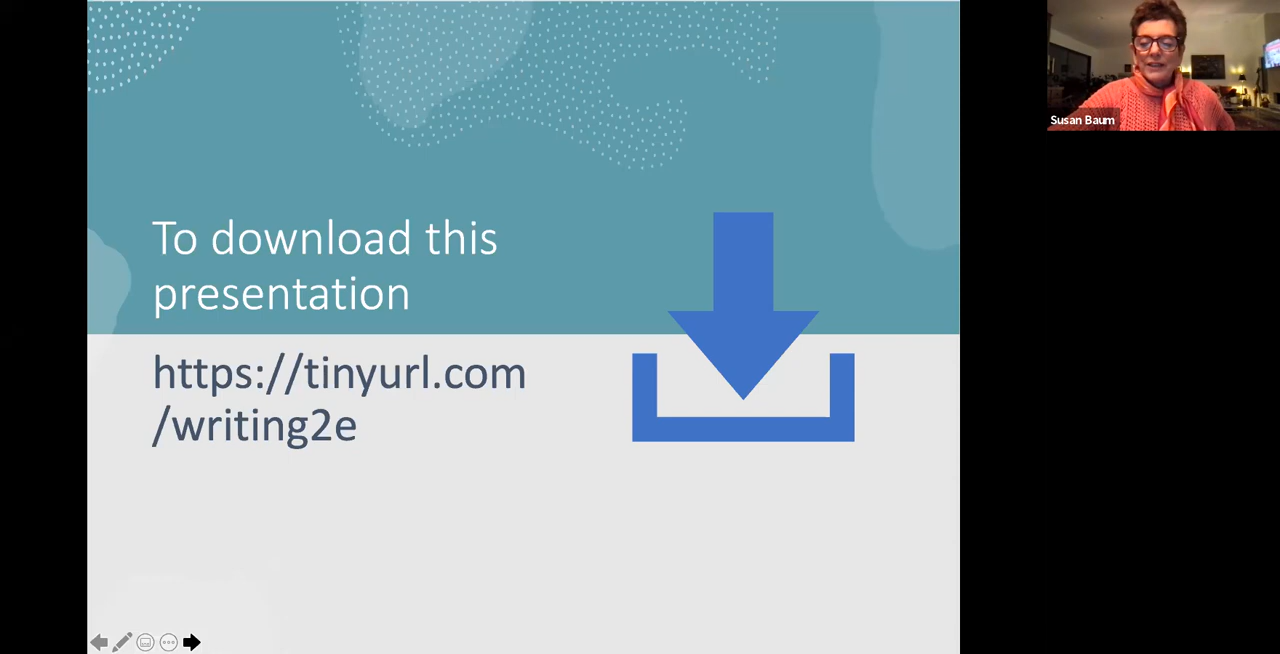 To download this
presentation
https://tinyurl.com
/writing2e
Susan Baum